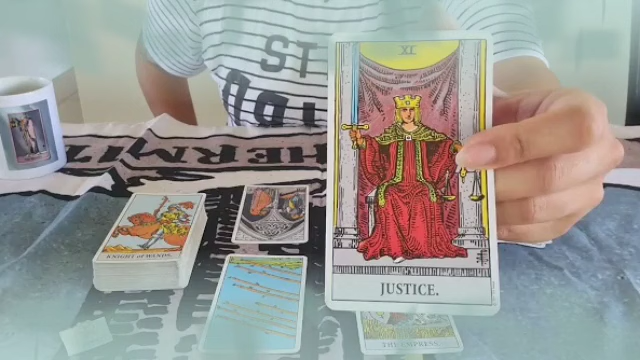 XI
JUSTICE.
ST
HERMIT
KNIGHT of WANDS.
THE EMPRESS.